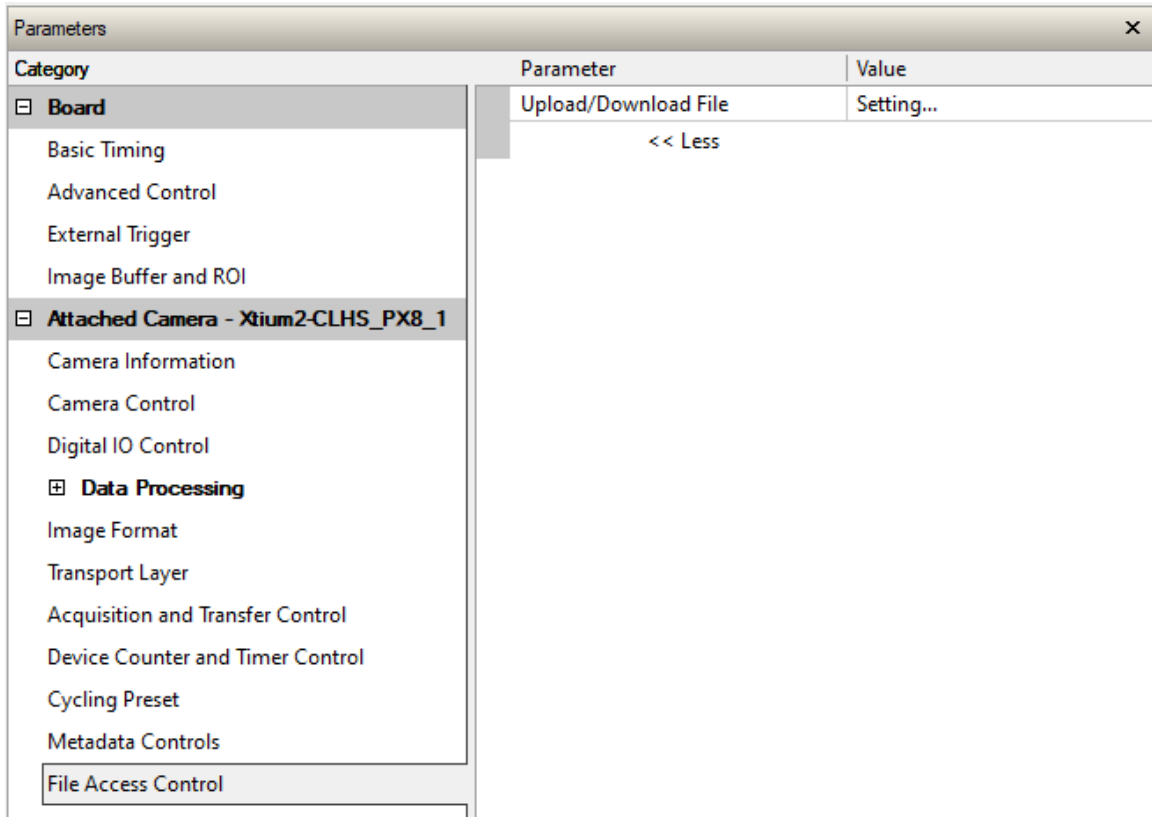 Parameters
Category
Parameter Value
Board
Upload/Download File Setting...
<< Less
Basic Timing
Advanced Control
External Trigger
Image Buffer and ROI
Attached Camera - Xtium2-CLHS_PX8_1
Camera Information
Camera Control
Digital IO Control
Data Processing
Image Format
Transport Layer
Acquisition and Transfer Control
Device Counter and Timer Control
Cycling Preset
Metadata Controls
File Access Control